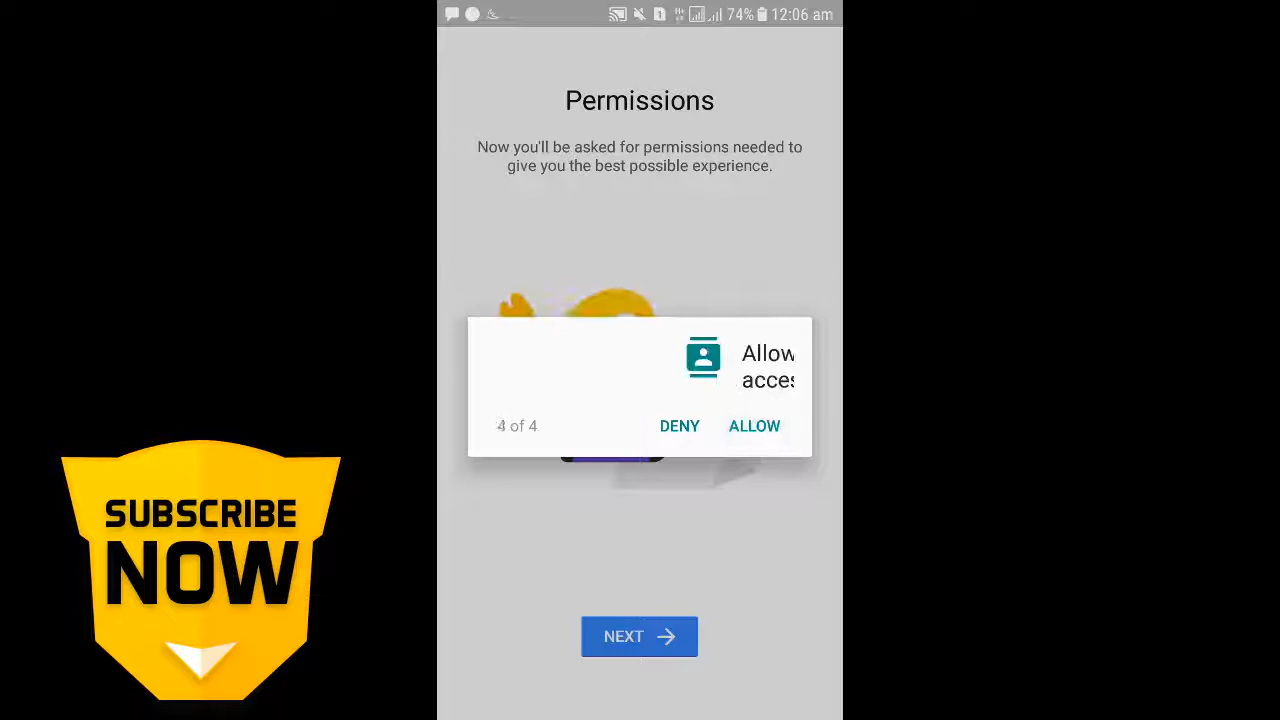 74% 12:06 am
Permissions
Now you'll be asked for permissions needed to
give you the best possible experience.
Allow
acces
4 of 4
DENY ALLOW
SUBSCRIBE
NOW
NEXT